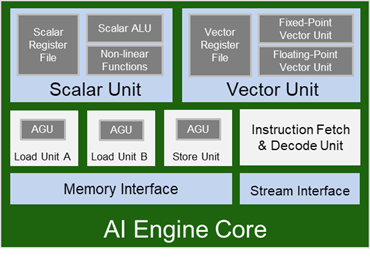 Scalar Register File
Scalar ALU
Non-linear Functions
Scalar Unit
Vector Register File
Fixed-Point Vector Unit
Floating-Point Vector Unit
Vector Unit
AGU
Load Unit A
AGU
Load Unit B
AGU
Store Unit
Instruction Fetch
& Decode Unit
Memory Interface
Stream Interface
AI Engine Core